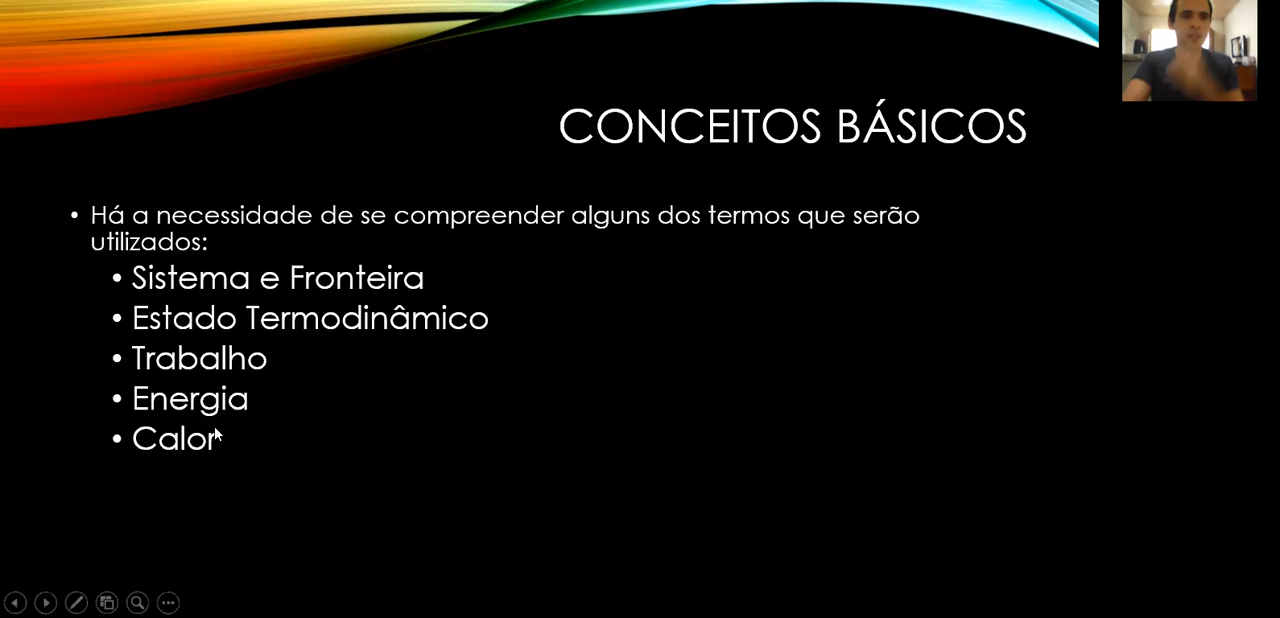 CONCEITOS BÁSICOS
• Há a necessidade de se compreender alguns dos termos que serão
utilizados:
• Sistema e Fronteira
• Estado Termodinâmico
• Trabalho
• Energia
• Calor